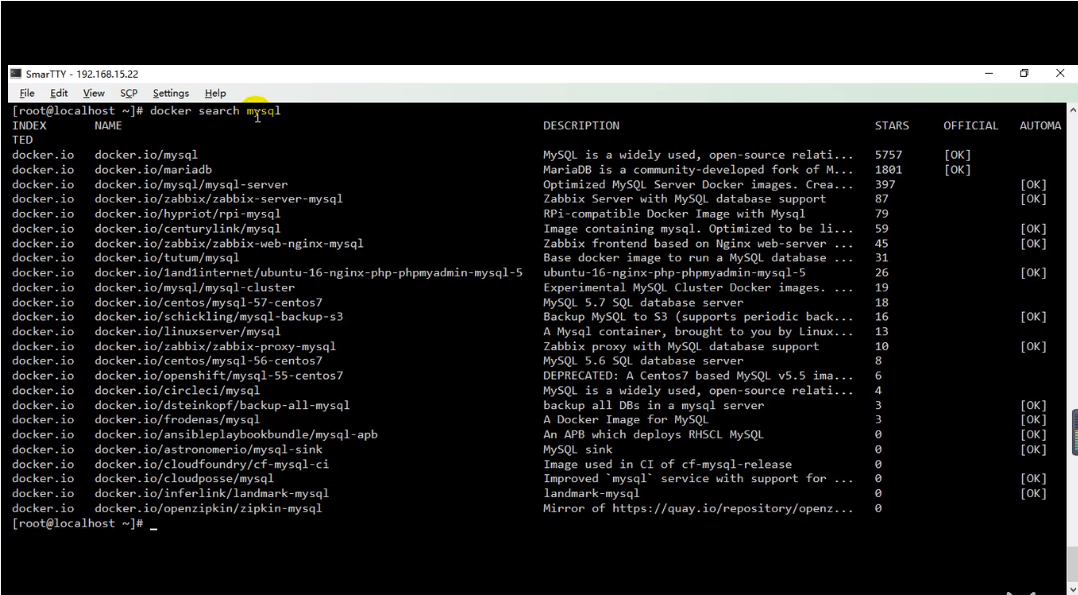 SmarTTY - 192.168.15.22
File Edit View SCP Settings Help
[root@localhost ~]# docker search mysql
INDEX NAME DESCRIPTION STARS OFFICIAL AUTOMA
TED
docker.io docker.io/mysql MySQL is a widely used, open-source relati... 5757 [OK]
docker.io docker.io/mariadb MariaDB is a community-developed fork of M... 1801 [OK]
docker.io docker.io/mysql/mysql-server Optimized MySQL Server Docker images. Crea... 397 [OK]
docker.io docker.io/zabbix/zabbix-server-mysql Zabbix Server with MySQL database support 87 [OK]
docker.io docker.io/hypriot/rpi-mysql RPi-compatible Docker Image with Mysql 79
docker.io docker.io/centurylink/mysql Image containing mysql. Optimized to be li... 59 [OK]
docker.io docker.io/zabbix/zabbix-web-nginx-mysql Zabbix frontend based on Nginx web-server ... 45 [OK]
docker.io docker.io/tutum/mysql Base docker image to run a MySQL database ... 31
docker.io docker.io/1and1internet/ubuntu-16-nginx-php-phpmyadmin-mysql-5 ubuntu-16-nginx-php-phpmyadmin-mysql-5 26 [OK]
docker.io docker.io/mysql/mysql-cluster Experimental MySQL Cluster Docker images. ... 19
docker.io docker.io/centos/mysql-57-centos7 MySQL 5.7 SQL database server 18
docker.io docker.io/schickling/mysql-backup-s3 Backup MySQL to S3 (supports periodic back... 16 [OK]
docker.io docker.io/linuxserver/mysql A Mysql container, brought to you by Linux... 13
docker.io docker.io/zabbix/zabbix-proxy-mysql Zabbix proxy with MySQL database support 10 [OK]
docker.io docker.io/centos/mysql-56-centos7 MySQL 5.6 SQL database server 8
docker.io docker.io/openshift/mysql-55-centos7 DEPRECATED: A Centos7 based MySQL v5.5 ima... 6
docker.io docker.io/circleci/mysql MySQL is a widely used, open-source relati... 4
docker.io docker.io/dsteinkopf/backup-all-mysql backup all DBs in a mysql server 3 [OK]
docker.io docker.io/frodenas/mysql A Docker Image for MySQL 3 [OK]
docker.io docker.io/ansibleplaybookbundle/mysql-apb An APB which deploys RHSCL MySQL 0 [OK]
docker.io docker.io/astronomerio/mysql-sink MySQL sink 0 [OK]
docker.io docker.io/cloudfoundry/cf-mysql-ci Image used in CI of cf-mysql-release 0
docker.io docker.io/cloudposse/mysql Improved `mysql` service with support for ... 0 [OK]
docker.io docker.io/inferlink/landmark-mysql landmark-mysql 0 [OK]
docker.io docker.io/openzipkin/zipkin-mysql Mirror of https://quay.io/repository/openz... 0
[root@localhost ~]# _